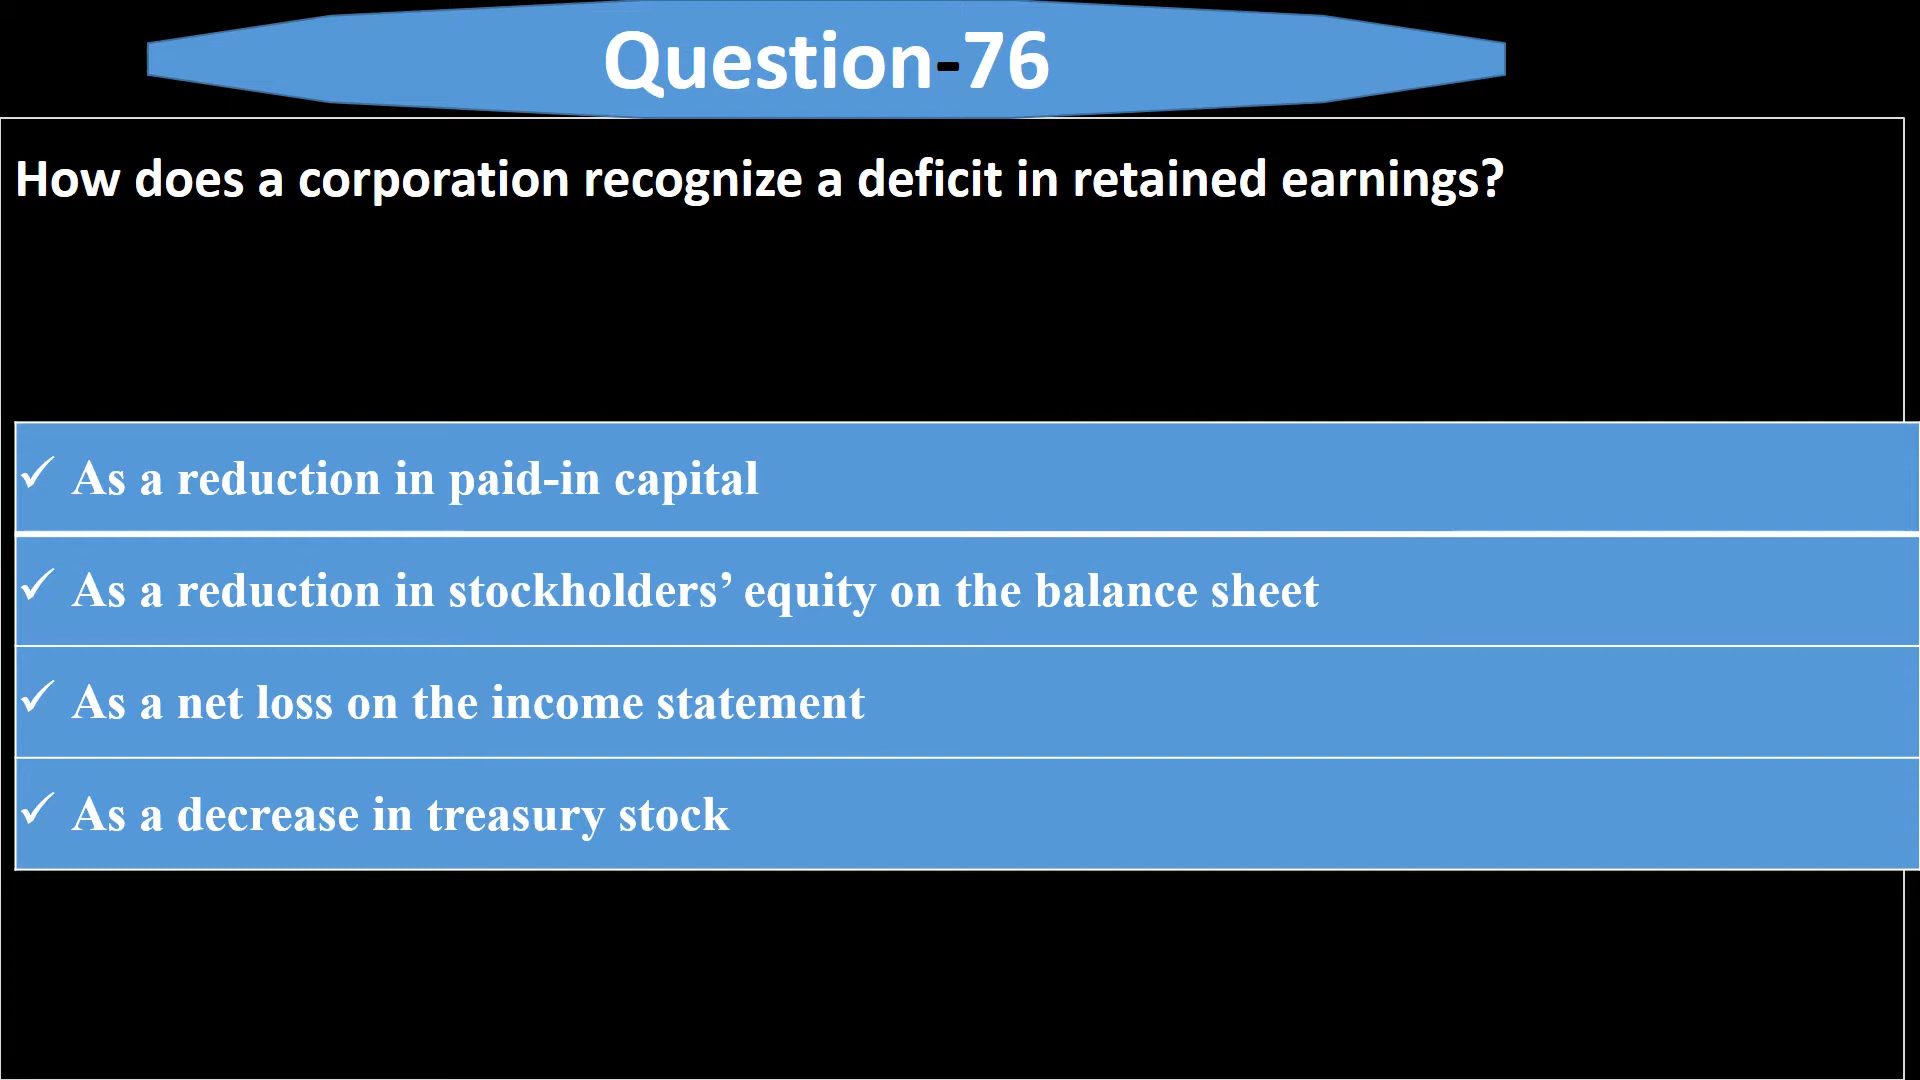 Question-76
How does a corporation recognize a deficit in retained earnings?
✓ As a reduction in paid-in capital
✓ As a reduction in stockholders’ equity on the balance sheet
✓ As a net loss on the income statement
✓ As a decrease in treasury stock